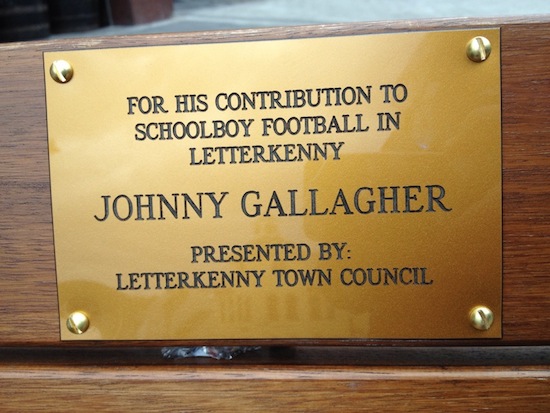 FOR HIS CONTRIBUTION TO
SCHOOLBOY FOOTBALL IN
LETTERKENNY
JOHNNY GALLAGHER
PRESENTED BY:
LETTERKENNY TOWN COUNCIL